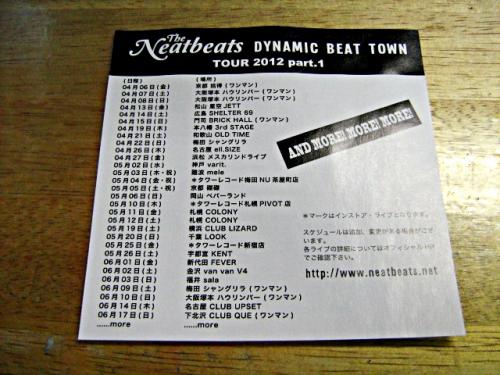 The Neatbeats DYNAMIC BEAT TOWN
TOUR 2012 part.1
(日程) (場所)
04月06日(金) 京都 拾得 (ワンマン)
04月07日(土) 大阪塚本 ハウリンバー (ワンマン)
04月08日(日) 大阪塚本 ハウリンバー (ワンマン)
04月13日(金) 松山 星空 JETT
04月14日(土) 広島 SHELTER 69
04月15日(日) 門司 BRICK HALL (ワンマン)
04月19日(木) 本八幡 3rd STAGE
04月21日(土) 和歌山 OLD TIME
04月22日(日) 梅田 シャングリラ
04月26日(木) 名古屋 ell.SIZE
04月27日(金) 浜松 メスカリンドライブ
05月02日(水) 神戸 varit.
05月03日(木・祝) 難波 mele
05月04日(金・祝) *タワーレコード梅田 NU 茶屋町店
05月05日(土・祝) 京都 磔磔
05月06日(日) 岡山 ペパーランド
05月10日(木) *タワーレコード札幌 PIVOT 店
05月11日(金) 札幌 COLONY
05月12日(土) 札幌 COLONY
05月19日(土) 横浜 CLUB LIZARD
05月20日(日) 千葉 LOOK
05月25日(金) *タワーレコード新宿店
05月26日(土) 宇都宮 KENT
06月01日(金) 新代田 FEVER
06月02日(土) 金沢 van van V4
06月03日(日) 福井 sala
06月09日(土) 梅田 シャングリラ (ワンマン)
06月10日(日) 大阪塚本 ハウリンバー (ワンマン)
06月14日(木) 名古屋 CLUB UPSET
06月17日(日) 下北沢 CLUB QUE (ワンマン)
......more ......more
AND MORE! MORE! MORE!
*マークはインストア・ライブとなります。
スケジュールは追加、変更がある場合がございます。
各ライブの詳細についてはオフィシャルHPでご確認下さい。
http://www.neatbeats.net